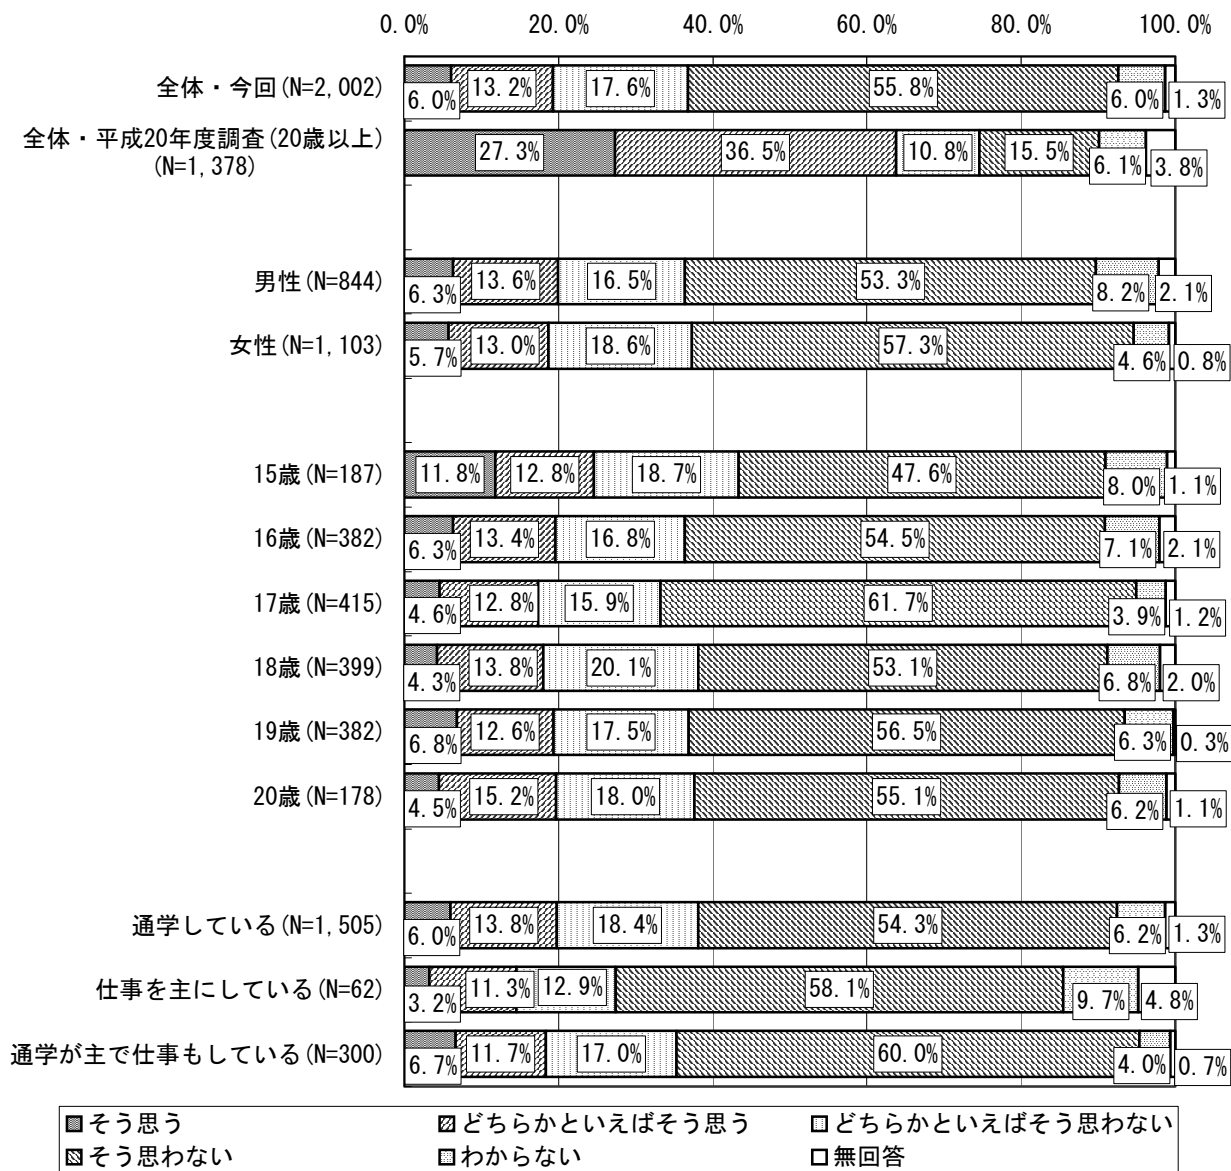 0.0% 20.0% 40.0% 60.0% 80.0% 100.0%
全体・今回(N=2,002) 6.0% 13.2% 17.6% 55.8% 6.0% 1.3%
全体・平成20年度調査(20歳以上)
(N=1,378) 27.3% 36.5% 10.8% 15.5% 6.1% 3.8%
男性(N=844) 6.3% 13.6% 16.5% 53.3% 8.2% 2.1%
女性(N=1,103) 5.7% 13.0% 18.6% 57.3% 4.6% 0.8%
15歳(N=187) 11.8% 12.8% 18.7% 47.6% 8.0% 1.1%
16歳(N=382) 6.3% 13.4% 16.8% 54.5% 7.1% 2.1%
17歳(N=415) 4.6% 12.8% 15.9% 61.7% 3.9% 1.2%
18歳(N=399) 4.3% 13.8% 20.1% 53.1% 6.8% 2.0%
19歳(N=382) 6.8% 12.6% 17.5% 56.5% 6.3% 0.3%
20歳(N=178) 4.5% 15.2% 18.0% 55.1% 6.2% 1.1%
通学している(N=1,505) 6.0% 13.8% 18.4% 54.3% 6.2% 1.3%
仕事を主にしている(N=62) 3.2% 11.3% 12.9% 58.1% 9.7% 4.8%
通学が主で仕事もしている(N=300) 6.7% 11.7% 17.0% 60.0% 4.0% 0.7%
そう思う どちらかといえばそう思う どちらかといえばそう思わない
そう思わない わからない 無回答